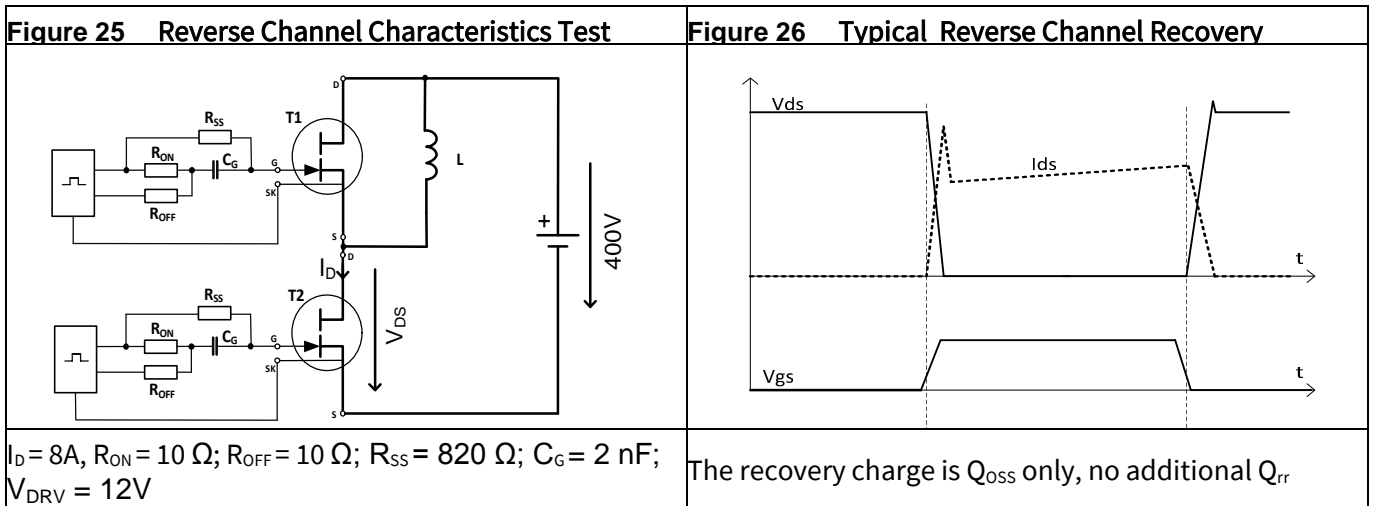 Figure 25 Reverse Channel Characteristics Test
Figure 26 Typical Reverse Channel Recovery
D
T1
RSS
RON
CG
G
SK
ROFF
L
S
D
+
400V
ID
VDS
T2
RSS
RON
CG
G
SK
ROFF
S
Vds
Ids
t
Vgs
t
ID = 8A, RON = 10 Ω; ROFF = 10 Ω; RSS = 820 Ω; CG = 2 nF;
VDRV = 12V
The recovery charge is QOSS only, no additional Qrr